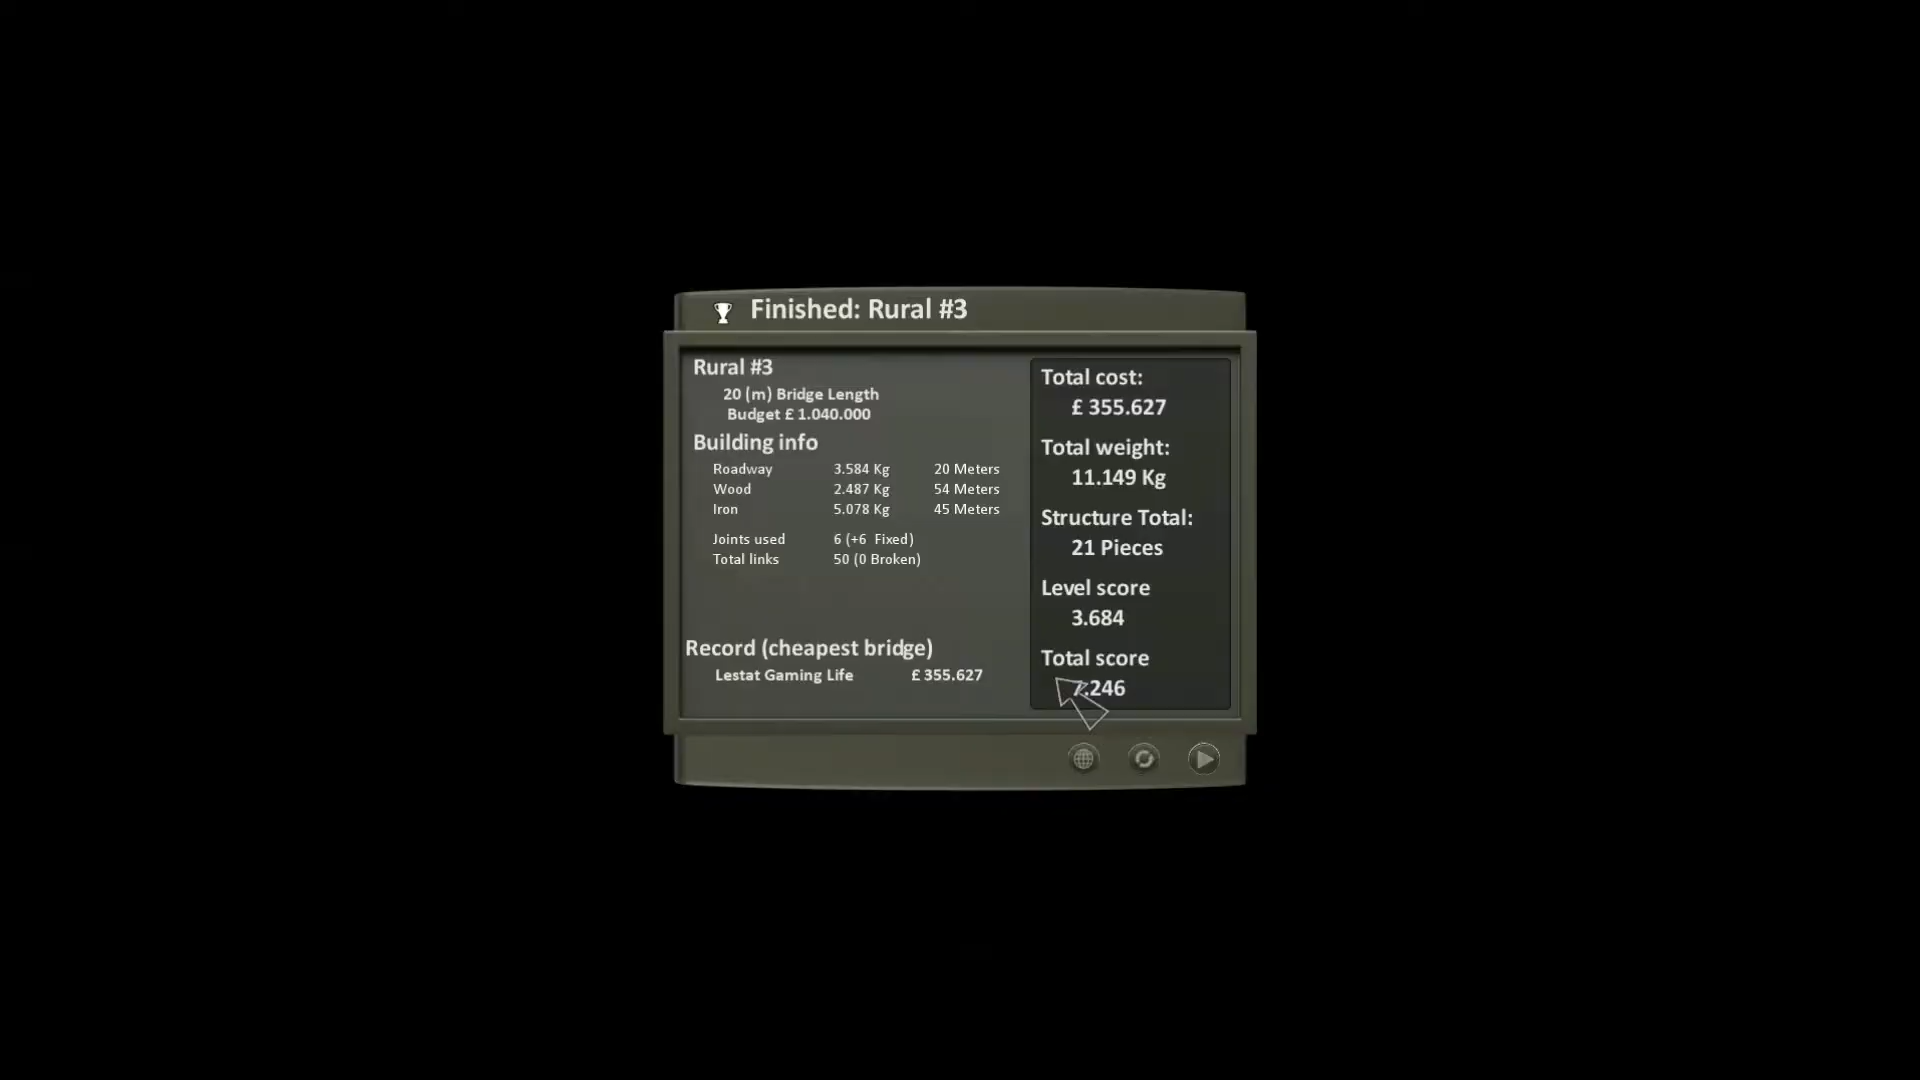 Finished: Rural #3
Rural #3
20 (m) Bridge Length
Budget £ 1.040.000
Building info
Roadway 3.584 Kg 20 Meters
Wood 2.487 Kg 54 Meters
Iron 5.078 Kg 45 Meters
Joints used 6 (+6 Fixed)
Total links 50 (0 Broken)
Record (cheapest bridge)
Lestat Gaming Life £ 355.627
Total cost:
£ 355.627
Total weight:
11.149 Kg
Structure Total:
21 Pieces
Level score
3.684
Total score
7.246